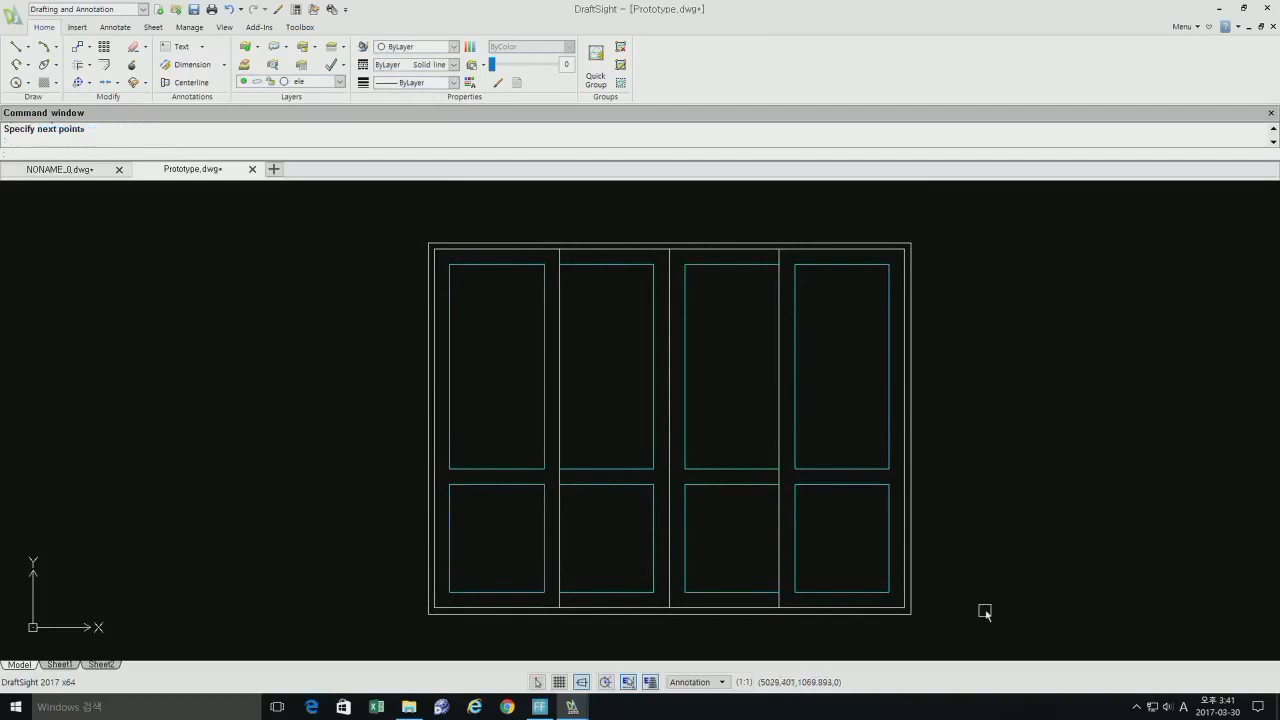 Drafting and Annotation
DraftSight - [Prototype.dwg*]
Home Insert Annotate Sheet Manage View Add-Ins Toolbox
Menu
Text
ByLayer
ByColor
Dimension
ByLayer Solid line
0
Quick
Group
Centerline
ele
ByLayer
Draw
Modify
Annotations
Layers
Properties
Groups
Command window
Specify next point»
:
:
NONAME_0.dwg*
Prototype.dwg*
Y
X
Model Sheet1 Sheet2
DraftSight 2017 x64
Annotation
(1:1)
(5029.401,1069.893,0)
Windows 검색
A
오후 3:41
2017-03-30